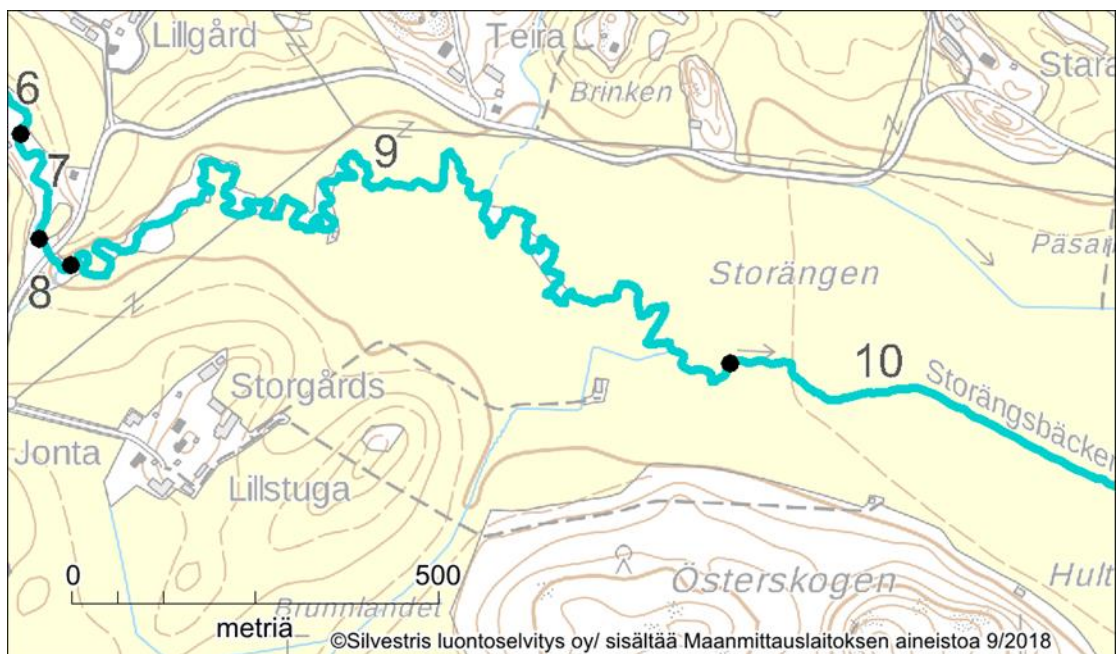 Lillgård
Teira
Stara
Brinken
6
7
9
8
Storängen
Päsar
10
Storgårds
Storängsbäcken
Jonta
Lillstuga
0
500
Österskogen
Hult
Brunnlandet
metriä
©Silvestris luontoselvitys oy/ sisältää Maanmittauslaitoksen aineistoa 9/2018